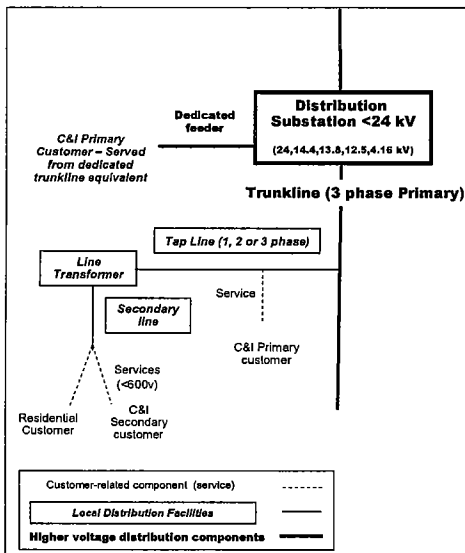 Distribution
Substation <24 kV
(24,14.4,13.8,12.5,4.16 kV)
Dedicated
feeder
C&I Primary
Customer – Served
from dedicated
trunkline equivalent
Trunkline (3 phase Primary)
Tap Line (1, 2 or 3 phase)
Line
Transformer
Service
Secondary
line
C&I Primary
customer
Services
(<600v)
Residential
Customer
C&I
Secondary
customer
Customer-related component (service)
Local Distribution Facilities
Higher voltage distribution components